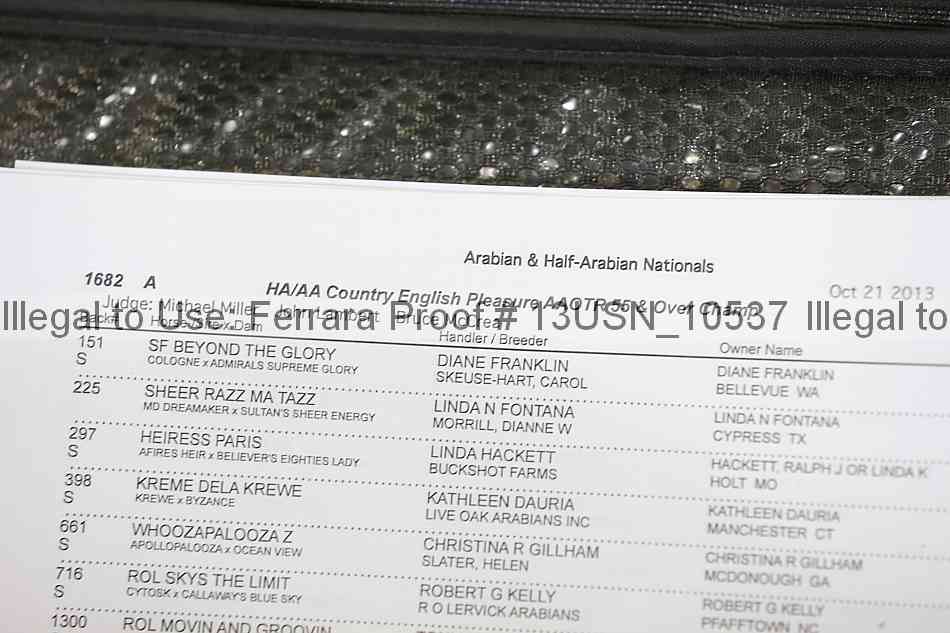 Arabian & Half-Arabian Nationals
1682 A HA/AA Country English Pleasure AAOTR 55 & Over Champ Oct 21 2013
Judge: Michael Miller John Lambert Bruce McCrea
Illegal to Use, Ferrara Proof # 13USN_10537 Illegal to
Back# Horse/Sire x Dam Handler / Breeder Owner Name
151 SF BEYOND THE GLORY DIANE FRANKLIN DIANE FRANKLIN
S COLOGNE x ADMIRALS SUPREME GLORY SKEUSE-HART, CAROL BELLEVUE WA
225 SHEER RAZZ MA TAZZ LINDA N FONTANA LINDA N FONTANA
MD DREAMAKER x SULTAN'S SHEER ENERGY MORRILL, DIANNE W CYPRESS TX
297 HEIRESS PARIS LINDA HACKETT HACKETT, RALPH J OR LINDA K
S AFIRES HEIR x BELIEVER'S EIGHTIES LADY BUCKSHOT FARMS HOLT MO
398 KREME DELA KREWE KATHLEEN DAURIA KATHLEEN DAURIA
S KREWE x BYZANCE LIVE OAK ARABIANS INC MANCHESTER CT
661 WHOOZAPALOOZA Z CHRISTINA R GILLHAM CHRISTINA R GILLHAM
S APOLLOPALOOZA x OCEAN VIEW SLATER, HELEN MCDONOUGH GA
716 ROL SKYS THE LIMIT ROBERT G KELLY ROBERT G KELLY
S CYTOSK x CALLAWAY'S BLUE SKY R O LERVICK ARABIANS PFAFFTOWN NC
1300 ROL MOVIN AND GROOVIN